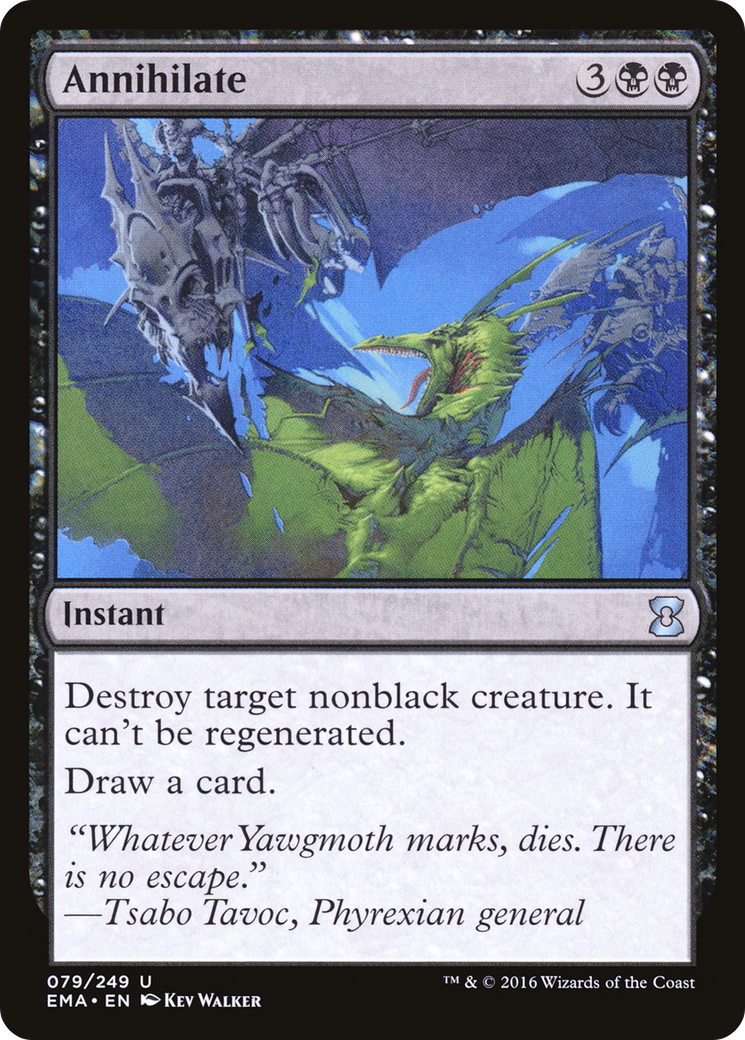 Annihilate 3
Instant
Destroy target nonblack creature. It
can't be regenerated.
Draw a card.
"Whatever Yawgmoth marks, dies. There
is no escape."
—Tsabo Tavoc, Phyrexian general
079/249 U
EMA • EN Kev Walker
™ & © 2016 Wizards of the Coast